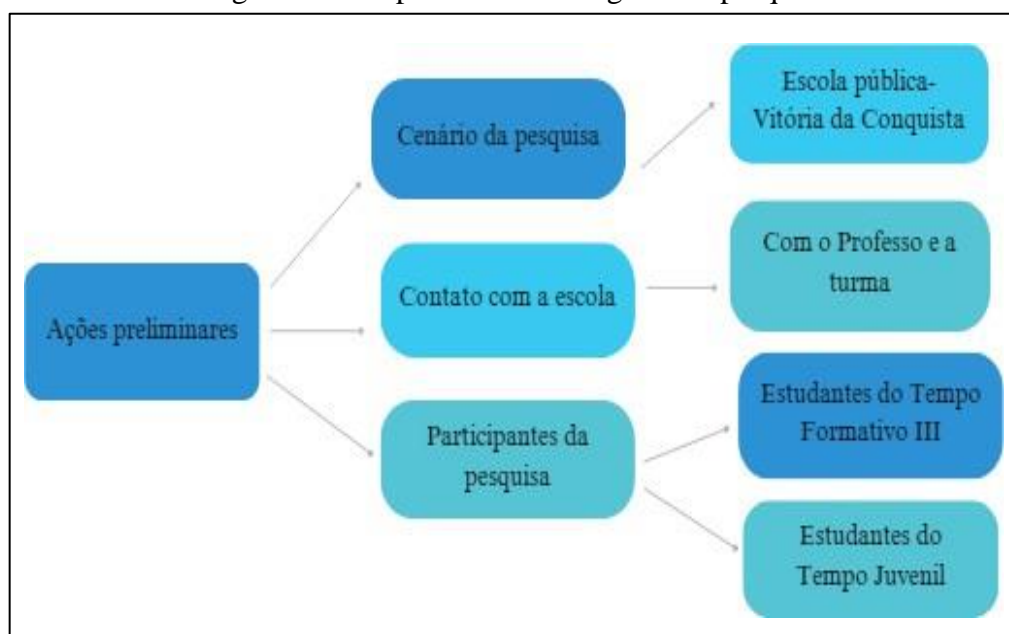 Ações preliminares
Cenário da pesquisa
Contato com a escola
Participantes da
pesquisa
Escola pública-
Vitória da Conquista
Com o Professo e a
turma
Estudantes do Tempo
Formativo III
Estudantes do
Tempo Juvenil